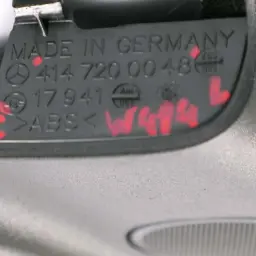 MADE IN GERMANY
414 720 00 48 L
17 941
>ABS< W414